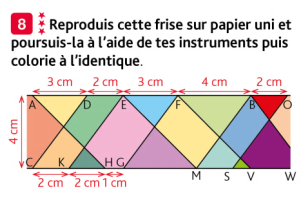 8 Reproduis cette frise sur papier uni et
poursuis-la à l'aide de tes instruments puis
colorie à l'identique.
3 cm 2 cm 3 cm 4 cm 2 cm
A D E F B O
4 cm
C K H G M S V W
2 cm 2 cm 1 cm